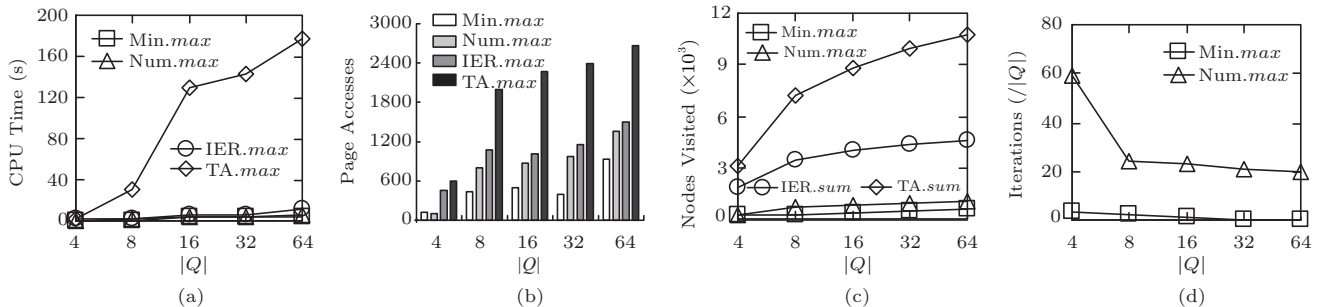 CPU Time (s)
200
160
120
80
40
0
Min.max
Num.max
IER.max
TA.max
4 8 16 32 64
|Q|
(a)
Page Accesses
3000
2400
1800
1200
600
0
Min.max
Num.max
IER.max
TA.max
4 8 16 32 64
|Q|
(b)
Nodes Visited (×10³)
12
9
6
3
0
Min.max
Num.max
IER.sum TA.sum
4 8 16 32 64
|Q|
(c)
Iterations (/|Q|)
80
60
40
20
0
Min.max
Num.max
4 8 16 32 64
|Q|
(d)